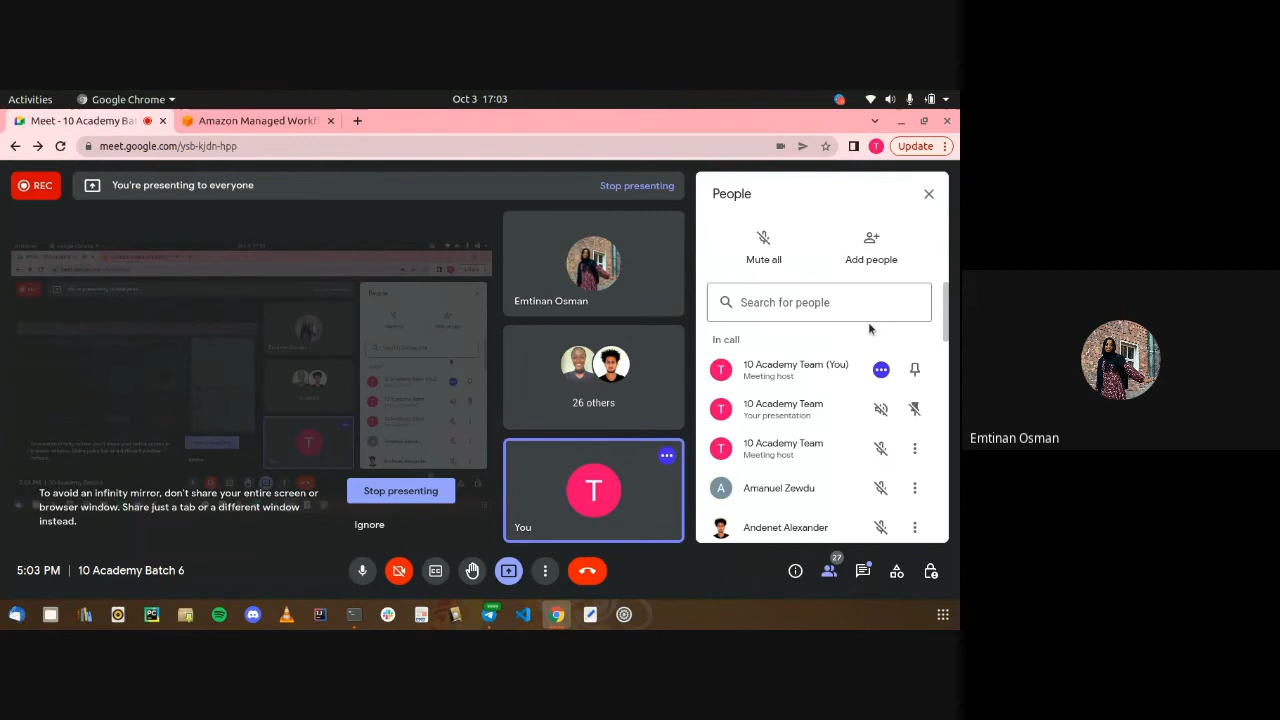 Activities
Google Chrome
Oct 3 17:03
Meet - 10 Academy Bat
Amazon Managed Workfl
meet.google.com/ysb-kjdn-hpp
T
Update
REC
You're presenting to everyone
Stop presenting
People
Mute all
Add people
Search for people
In call
T
10 Academy Team (You)
Meeting host
T
10 Academy Team
Your presentation
T
10 Academy Team
Meeting host
A
Amanuel Zewdu
Andenet Alexander
Emtinan Osman
26 others
T
You
To avoid an infinity mirror, don't share your entire screen or
browser window. Share just a tab or a different window
instead.
Stop presenting
Ignore
5:03 PM | 10 Academy Batch 6
27
Emtinan Osman